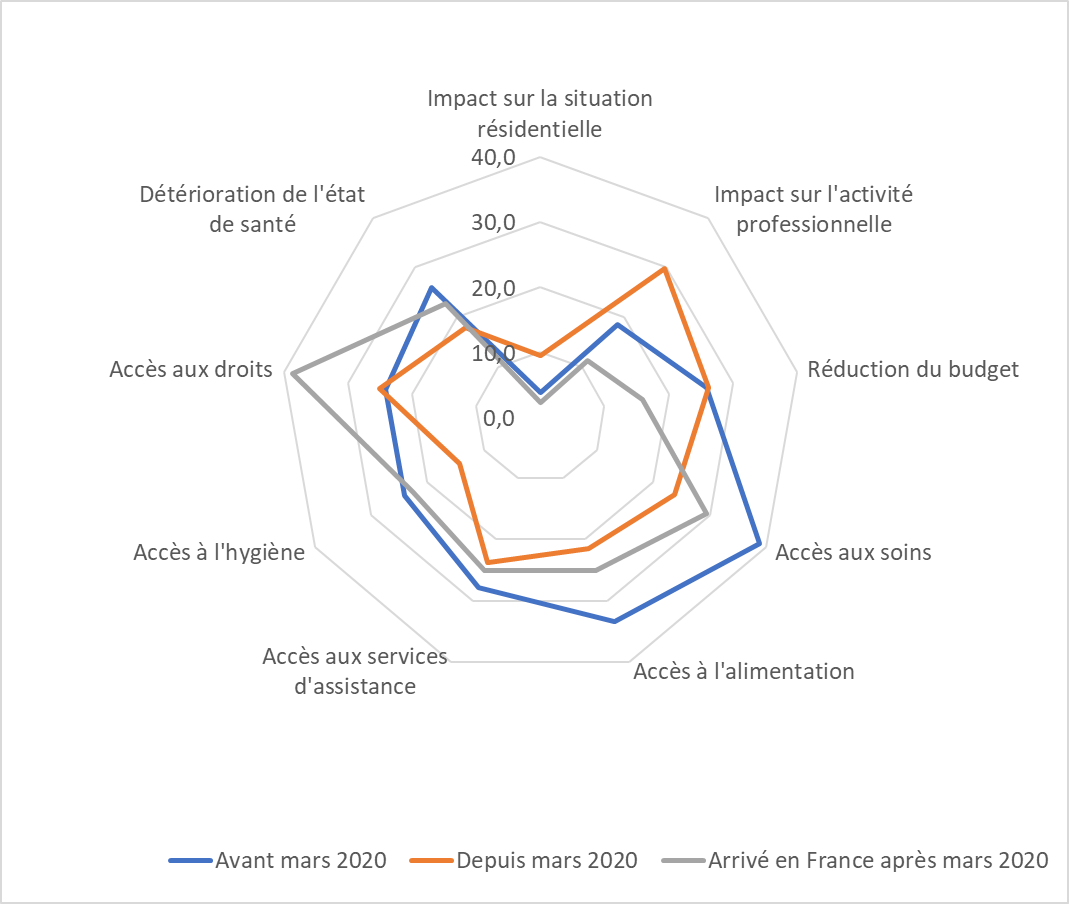 Impact sur la situation
résidentielle
40,0
30,0
20,0
10,0
0,0
Impact sur l'activité
professionnelle
Réduction du budget
Accès aux soins
Accès à l'alimentation
Accès aux services
d'assistance
Accès à l'hygiène
Accès aux droits
Détérioration de l'état
de santé
Avant mars 2020
Depuis mars 2020
Arrivé en France après mars 2020